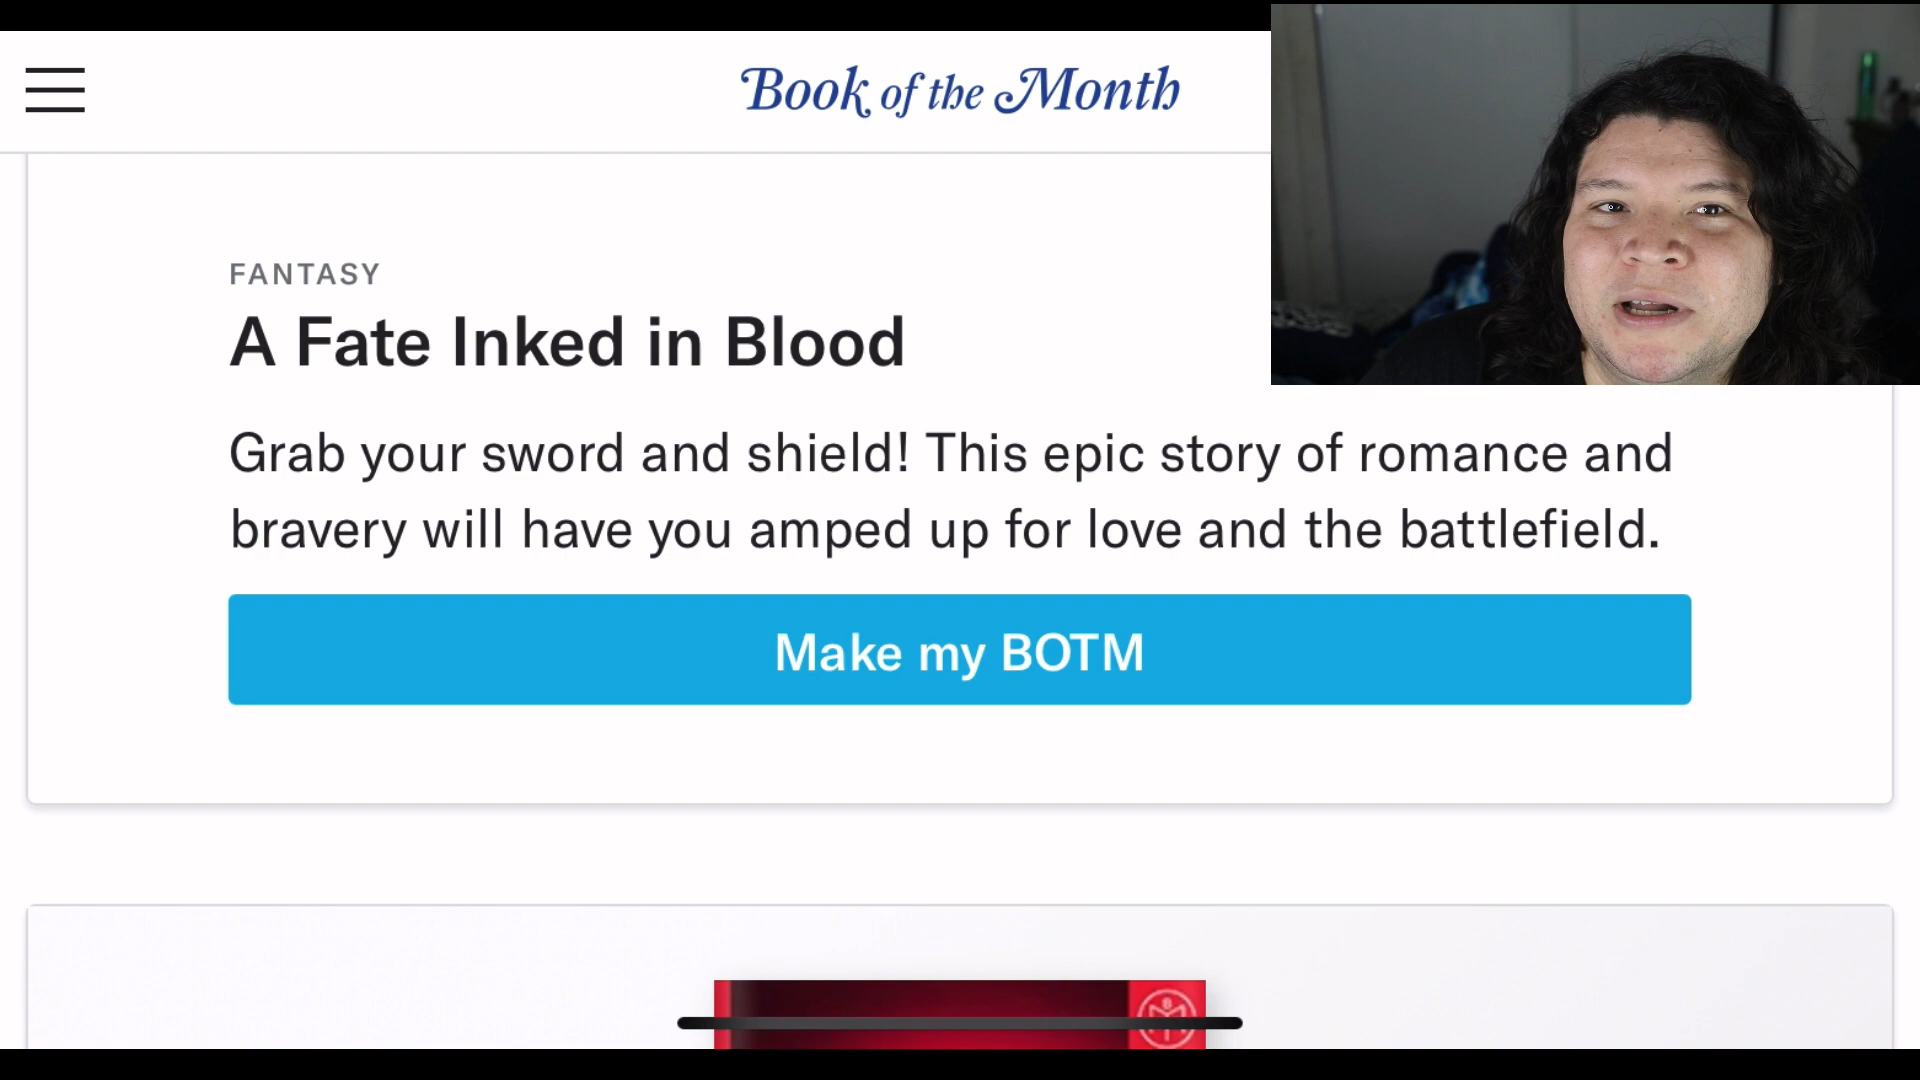 Book of the Month
FANTASY
A Fate Inked in Blood
Grab your sword and shield! This epic story of romance and
bravery will have you amped up for love and the battlefield.
Make my BOTM